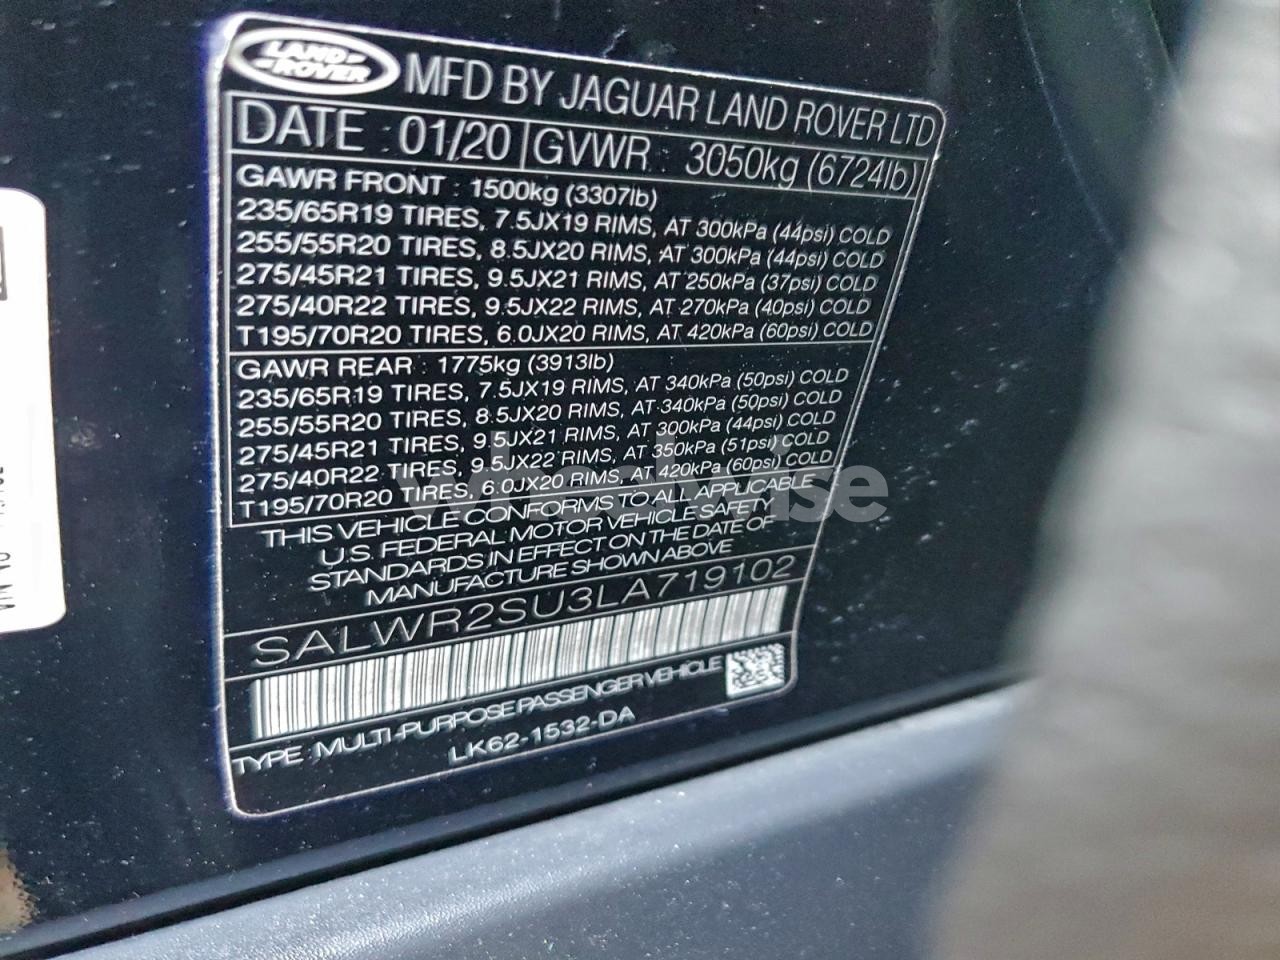 LAND
ROVER
MFD BY JAGUAR LAND ROVER LTD
DATE : 01/20 GVWR : 3050kg (6724lb)
GAWR FRONT : 1500kg (3307lb)
235/65R19 TIRES, 7.5JX19 RIMS, AT 300kPa (44psi) COLD
255/55R20 TIRES, 8.5JX20 RIMS, AT 300kPa (44psi) COLD
275/45R21 TIRES, 9.5JX21 RIMS, AT 250kPa (37psi) COLD
275/40R22 TIRES, 9.5JX22 RIMS, AT 270kPa (40psi) COLD
T195/70R20 TIRES, 6.0JX20 RIMS, AT 420kPa (60psi) COLD
GAWR REAR : 1775kg (3913lb)
235/65R19 TIRES, 7.5JX19 RIMS, AT 340kPa (50psi) COLD
255/55R20 TIRES, 8.5JX20 RIMS, AT 340kPa (50psi) COLD
275/45R21 TIRES, 9.5JX21 RIMS, AT 300kPa (44psi) COLD
275/40R22 TIRES, 9.5JX22 RIMS, AT 350kPa (51psi) COLD
T195/70R20 TIRES, 6.0JX20 RIMS, AT 420kPa (60psi) COLD
THIS VEHICLE CONFORMS TO ALL APPLICABLE
U.S. FEDERAL MOTOR VEHICLE SAFETY
STANDARDS IN EFFECT ON THE DATE OF
MANUFACTURE SHOWN ABOVE
SALWR2SU3LA719102
TYPE : MULTI-PURPOSE PASSENGER VEHICLE
LK62-1532-DA
wheelwise